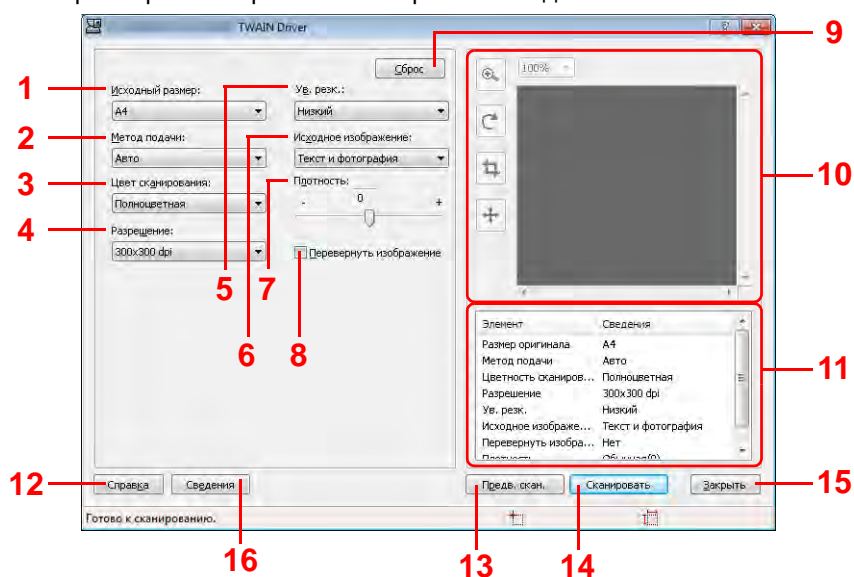 TWAIN Driver
9
Сброс
100%
1
Исходный размер:
5
Ув. резк.:
A4
Низкий
2
Метод подачи:
6
Исходное изображение:
Авто
Текст и фотография
3
Цвет сканирования:
7
Плотность:
10
Полноцветная
-
0
+
4
Разрешение:
300x300 dpi
Перевернуть изображение
8
Элемент
Сведения
Размер оригинала
A4
Метод подачи
Авто
11
Цветность сканиров...
Полноцветная
Разрешение
300x300 dpi
Ув. резк.
Низкий
Исходное изображе...
Текст и фотография
Перевернуть изобра...
Нет
Плотность
Обычная(0)
12
Справка
Сведения
Предв. скан.
Сканировать
Закрыть
15
Готово к сканированию.
16
13
14